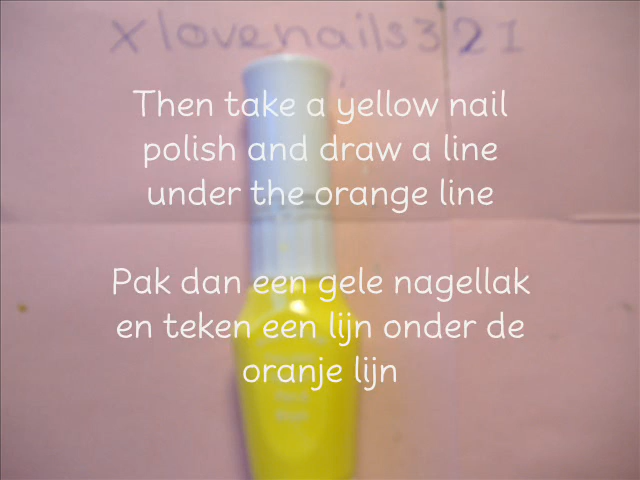 xlovenails321
Then take a yellow nail
polish and draw a line
under the orange line
Pak dan een gele nagellak
en teken een lijn onder de
oranje lijn